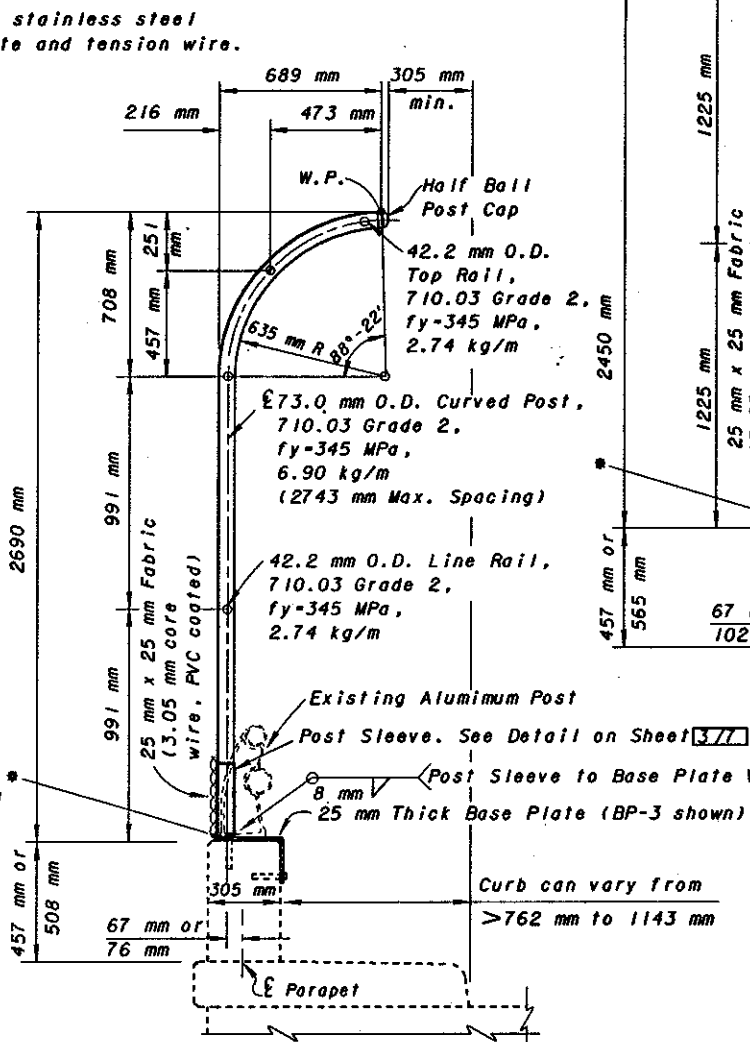 stainless steel
te and tension wire.
689 mm
305 mm
min.
216 mm
473 mm
W.P.
Half Ball
Post Cap
251
mm
708 mm
457 mm
42.2 mm O.D.
Top Rail,
710.03 Grade 2,
fy=345 MPa,
2.74 kg/m
635 mm R
88°-22'
℄ 73.0 mm O.D. Curved Post,
710.03 Grade 2,
fy=345 MPa,
6.90 kg/m
(2743 mm Max. Spacing)
2690 mm
991 mm
991 mm
42.2 mm O.D. Line Rail,
710.03 Grade 2,
fy=345 MPa,
2.74 kg/m
25 mm x 25 mm Fabric
(3.05 mm core
wire, PVC coated)
Existing Alumimum Post
Post Sleeve. See Detail on Sheet 3/7
8 mm
Post Sleeve to Base Plate
25 mm Thick Base Plate (BP-3 shown)
*
457 mm or
508 mm
305 mm
Curb can vary from
>762 mm to 1143 mm
67 mm or
76 mm
℄ Parapet
1225 mm
2450 mm
1225 mm
25 mm x 25 mm Fabric
*
457 mm or
565 mm
67
102